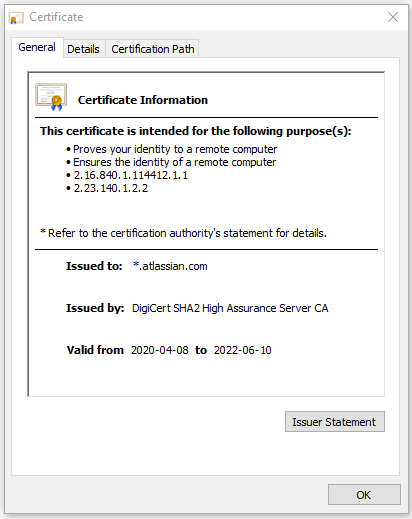 Certificate
General Details Certification Path
Certificate Information
This certificate is intended for the following purpose(s):
• Proves your identity to a remote computer
• Ensures the identity of a remote computer
• 2.16.840.1.114412.1.1
• 2.23.140.1.2.2
* Refer to the certification authority's statement for details.
Issued to: *.atlassian.com
Issued by: DigiCert SHA2 High Assurance Server CA
Valid from 2020-04-08 to 2022-06-10
Issuer Statement
OK